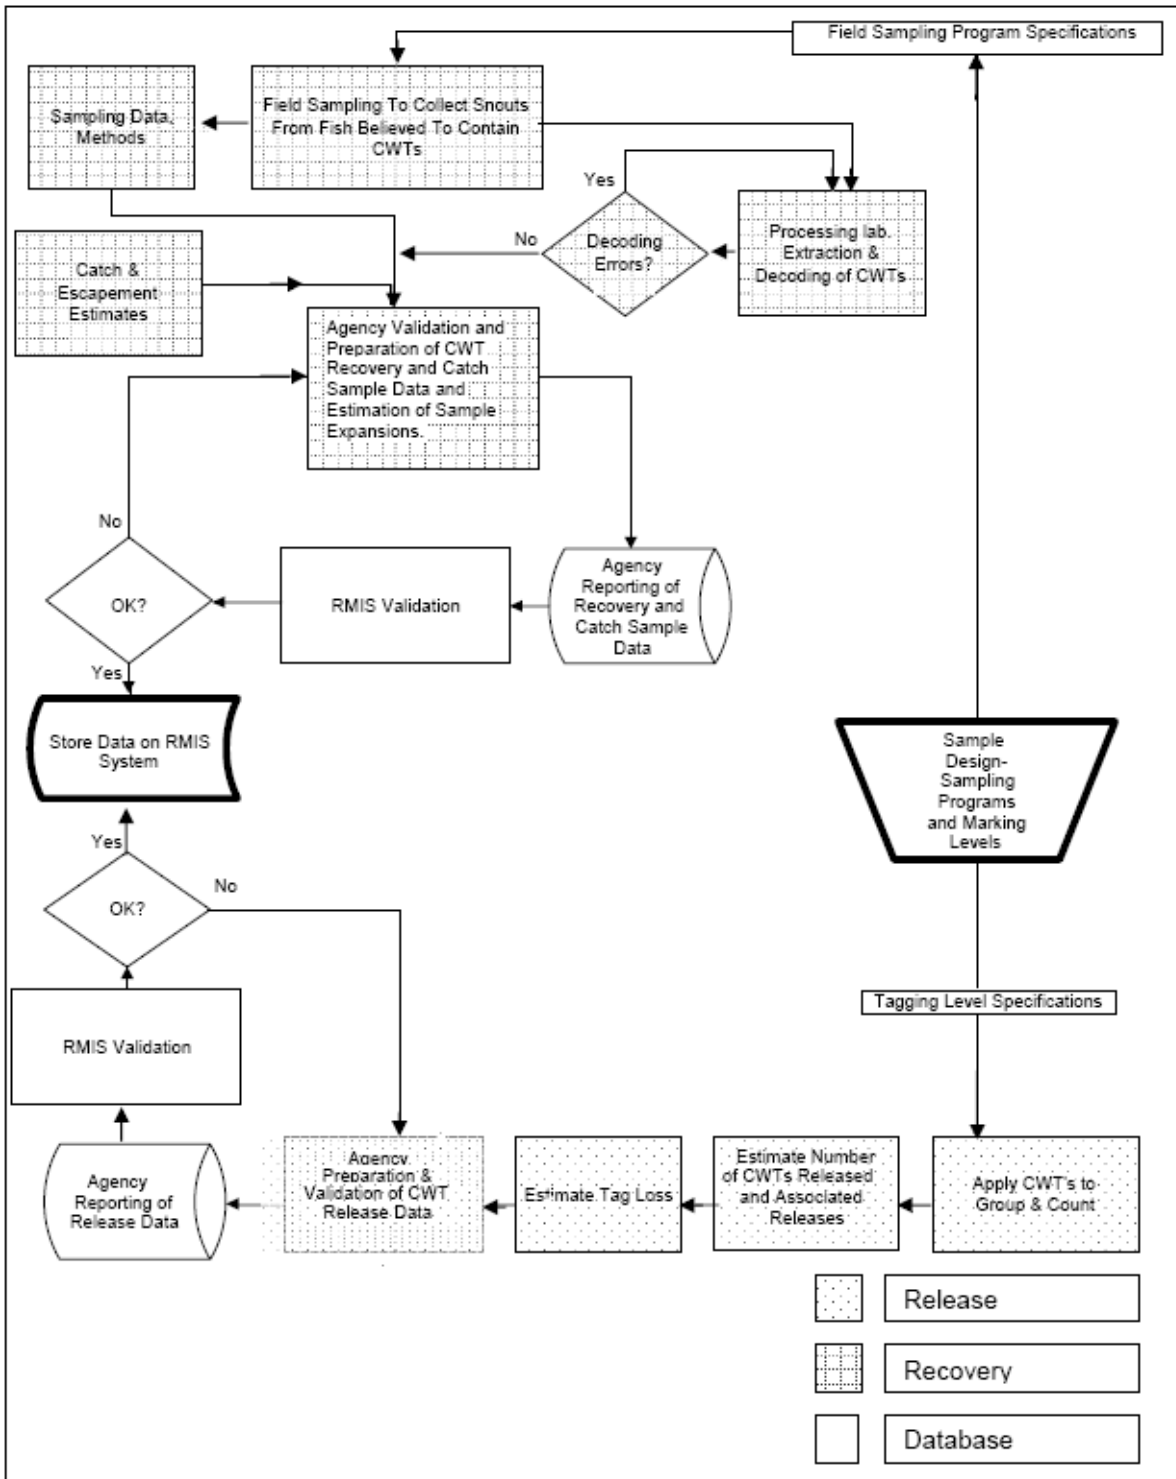 Field Sampling Program Specifications
Sampling Data,
Methods
Field Sampling To Collect Snouts
From Fish Believed To Contain
CWTs
Yes
No
Decoding
Errors?
Processing lab.
Extraction &
Decoding of CWTs
Catch &
Escapement
Estimates
Agency Validation and
Preparation of CWT
Recovery and Catch
Sample Data and
Estimation of Sample
Expansions.
No
OK?
Yes
RMIS Validation
Agency
Reporting of
Recovery and
Catch Sample
Data
Store Data on RMIS
System
Sample
Design-
Sampling
Programs
and Marking
Levels
Yes
OK?
No
RMIS Validation
Tagging Level Specifications
Agency
Reporting of
Release Data
Agency
Preparation &
Validation of CWT
Release Data
Estimate Tag Loss
Estimate Number
of CWTs Released
and Associated
Releases
Apply CWT's to
Group & Count
Release
Recovery
Database